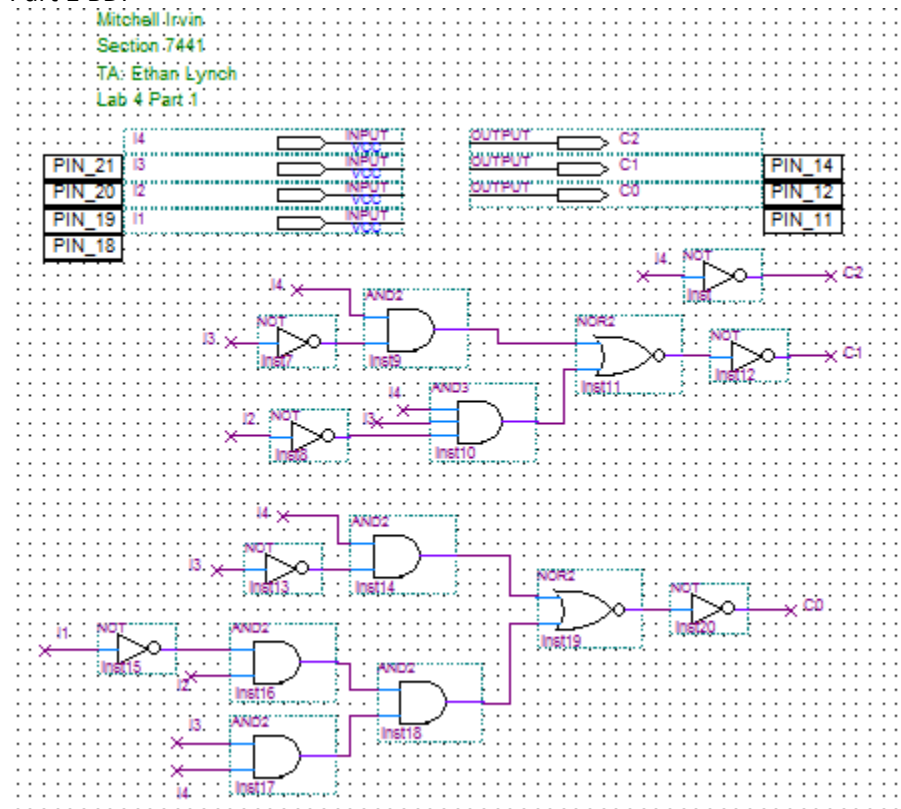 Mitchell Irvin
Section 7441
TA: Ethan Lynch
Lab 4 Part 1
I4 INPUT VCC OUTPUT C2
PIN_21 I3 INPUT VCC OUTPUT C1 PIN_14
PIN_20 I2 INPUT VCC OUTPUT C0 PIN_12
PIN_19 I1 INPUT VCC PIN_11
PIN_18
I4 NOT C2
inst
I4 AND2
I3 NOT NOR2 NOT C1
inst7 inst9 inst11 inst12
I4 AND3
I3
I2 NOT
inst8 inst10
I4 AND2
I3 NOT NOR2 NOT C0
inst13 inst14 inst19 inst20
I1 NOT AND2
inst15 I2 inst16 AND2
I3 AND2 inst18
I4 inst17